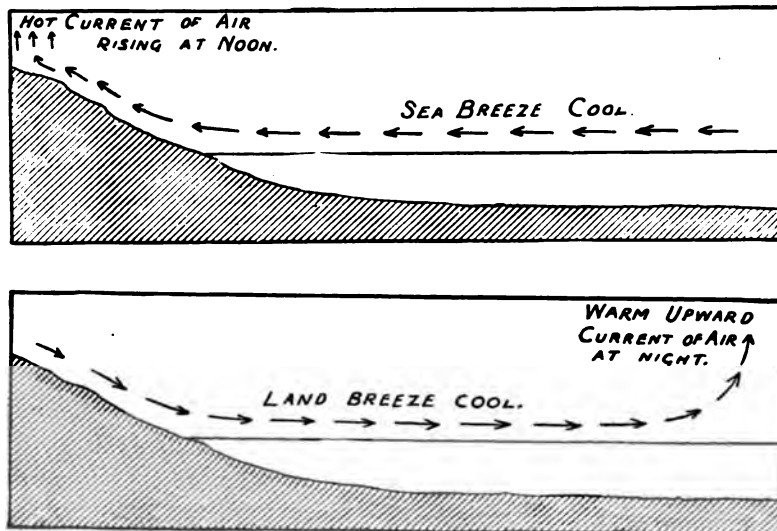 HOT CURRENT OF AIR
RISING AT NOON.
SEA BREEZE COOL.
WARM UPWARD
CURRENT OF AIR
AT NIGHT.
LAND BREEZE COOL.